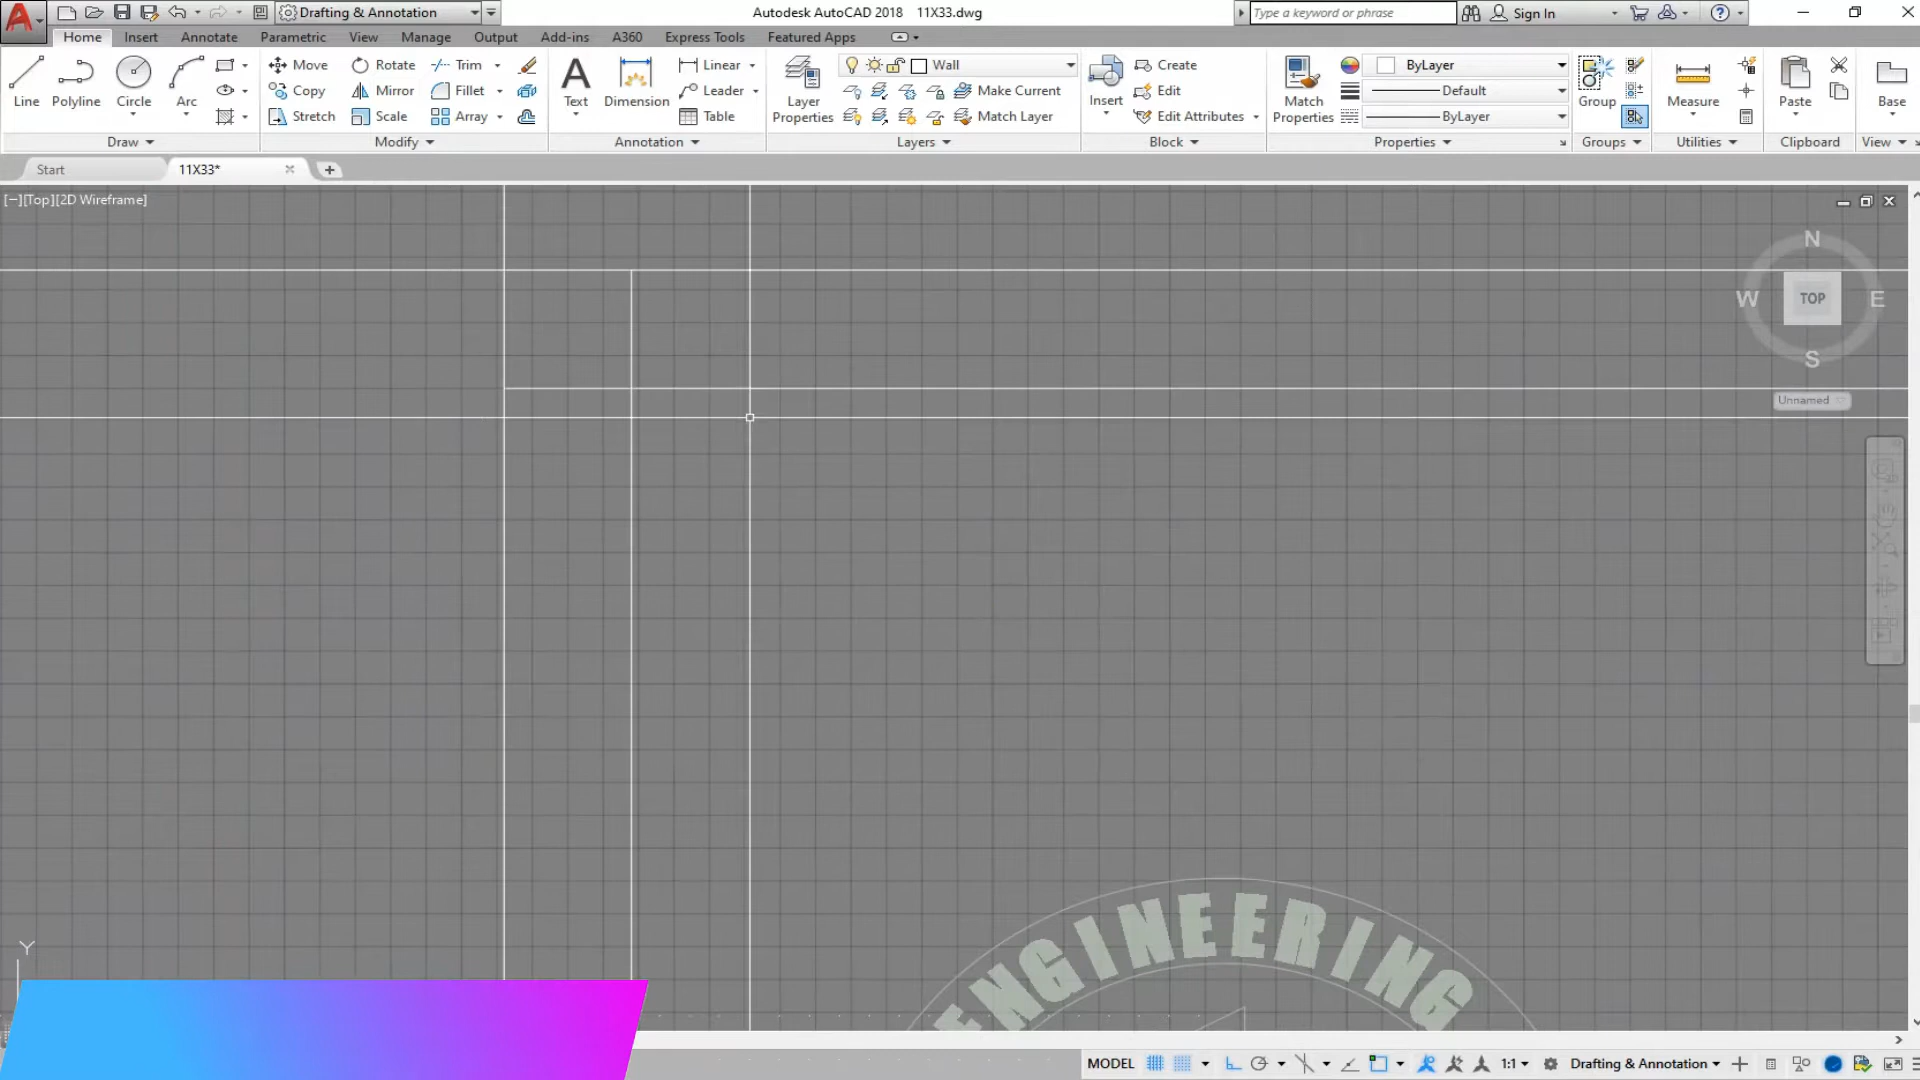 Drafting & Annotation
Autodesk AutoCAD 2018 11X33.dwg
Type a keyword or phrase
Sign In
Home Insert Annotate Parametric View Manage Output Add-ins A360 Express Tools Featured Apps
Line Polyline Circle Arc
Move Rotate Trim
Copy Mirror Fillet
Stretch Scale Array
Text Dimension
Linear
Leader
Table
Layer Properties
Wall
Make Current
Match Layer
Insert
Create
Edit
Edit Attributes
Match Properties
ByLayer
Default
ByLayer
Group
Measure
Paste
Base
Draw Modify Annotation Layers Block Properties Groups Utilities Clipboard View
Start 11X33*
[−][Top][2D Wireframe]
N
W TOP E
S
Unnamed
ENGINEERING
Y
MODEL 1:1 Drafting & Annotation